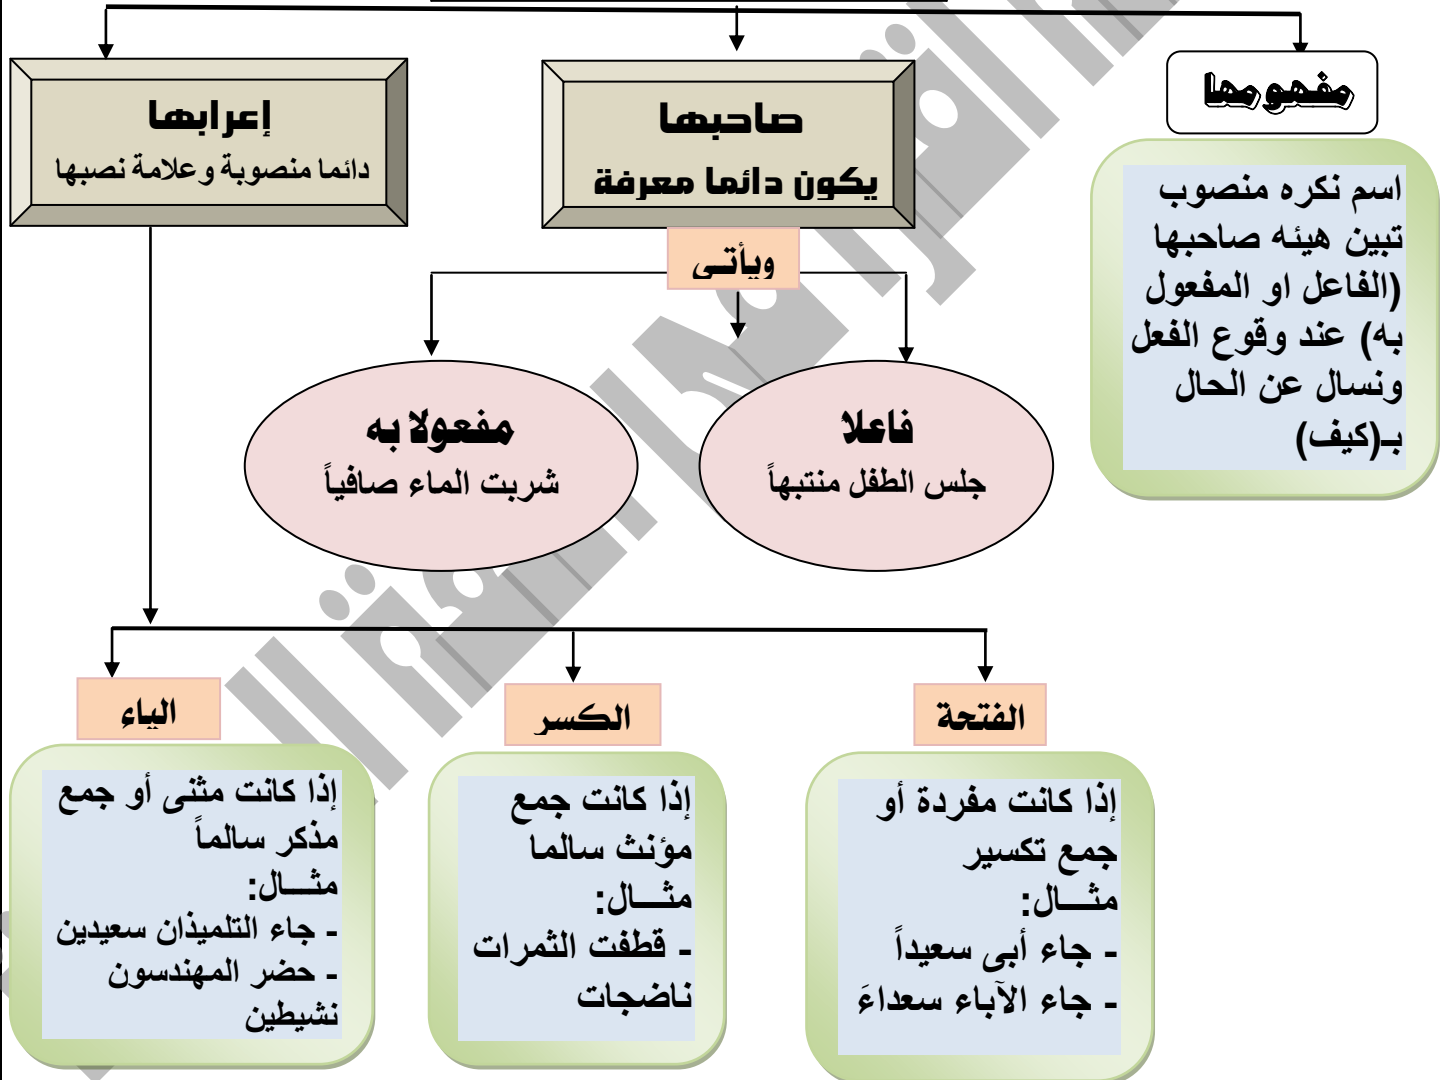 مفهومها
اسم نكره منصوب
تبين هيئه صاحبها
(الفاعل او المفعول
به) عند وقوع الفعل
ونسال عن الحال
بـ(كيف)
صاحبها
يكون دائما معرفة
ويأتـى
فاعلا
جلس الطفل منتبهاً
مفعولا به
شربت الماء صافياً
إعرابها
دائما منصوبة وعلامة نصبها
الفتحة
إذا كانت مفردة أو
جمع تكسير
مثـــال:
- جاء أبى سعيداً
- جاء الآباء سعداءَ
الكسر
إذا كانت جمع
مؤنث سالما
مثـــال:
- قطفت الثمرات
ناضجات
الياء
إذا كانت مثنى أو جمع
مذكر سالماً
مثـــال:
- جاء التلميذان سعيدين
- حضر المهندسون
نشيطين